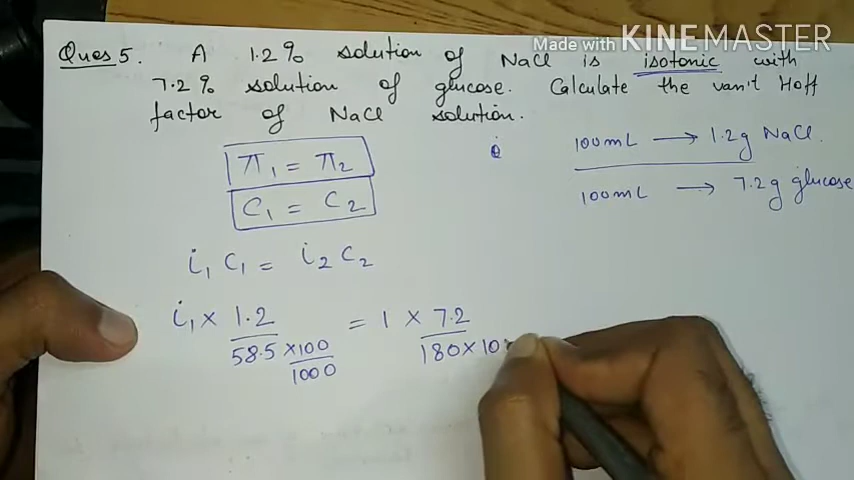 Made with KINEMASTER
Ques 5. A 1.2% solution of NaCl is isotonic with
7.2% solution of glucose. Calculate the van't Hoff
factor of NaCl solution.
i
100mL → 1.2g NaCl.
100mL → 7.2g glucose
π₁ = π₂
C₁ = C₂
i₁ C₁ = i₂ C₂
i₁ × 1.2 = 1 × 7.2
58.5 × 100 180 × 10
1000